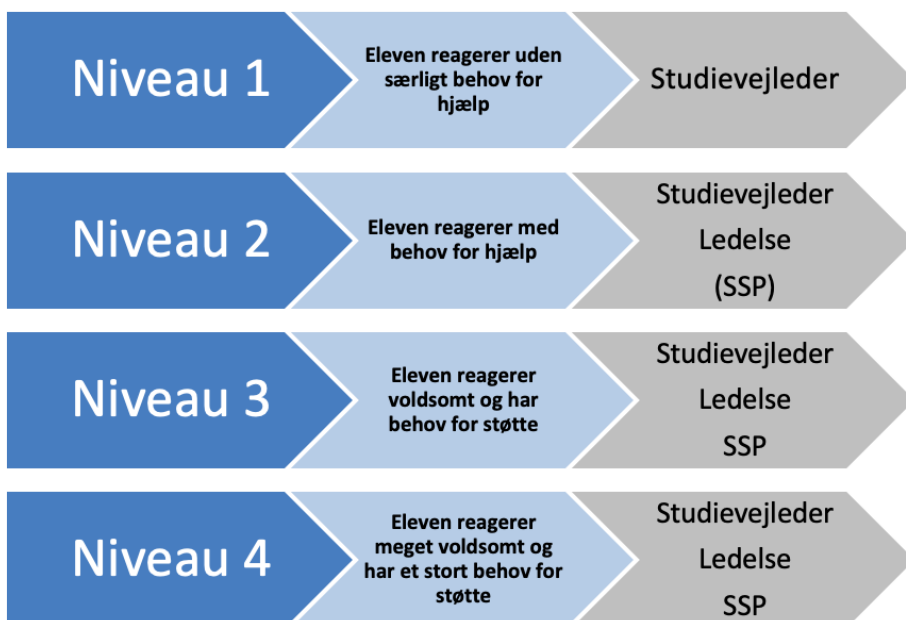 Niveau 1
Eleven reagerer uden
særligt behov for
hjælp
Studievejleder
Niveau 2
Eleven reagerer med
behov for hjælp
Studievejleder
Ledelse
(SSP)
Niveau 3
Eleven reagerer
voldsomt og har
behov for støtte
Studievejleder
Ledelse
SSP
Niveau 4
Eleven reagerer
meget voldsomt og
har et stort behov for
støtte
Studievejleder
Ledelse
SSP